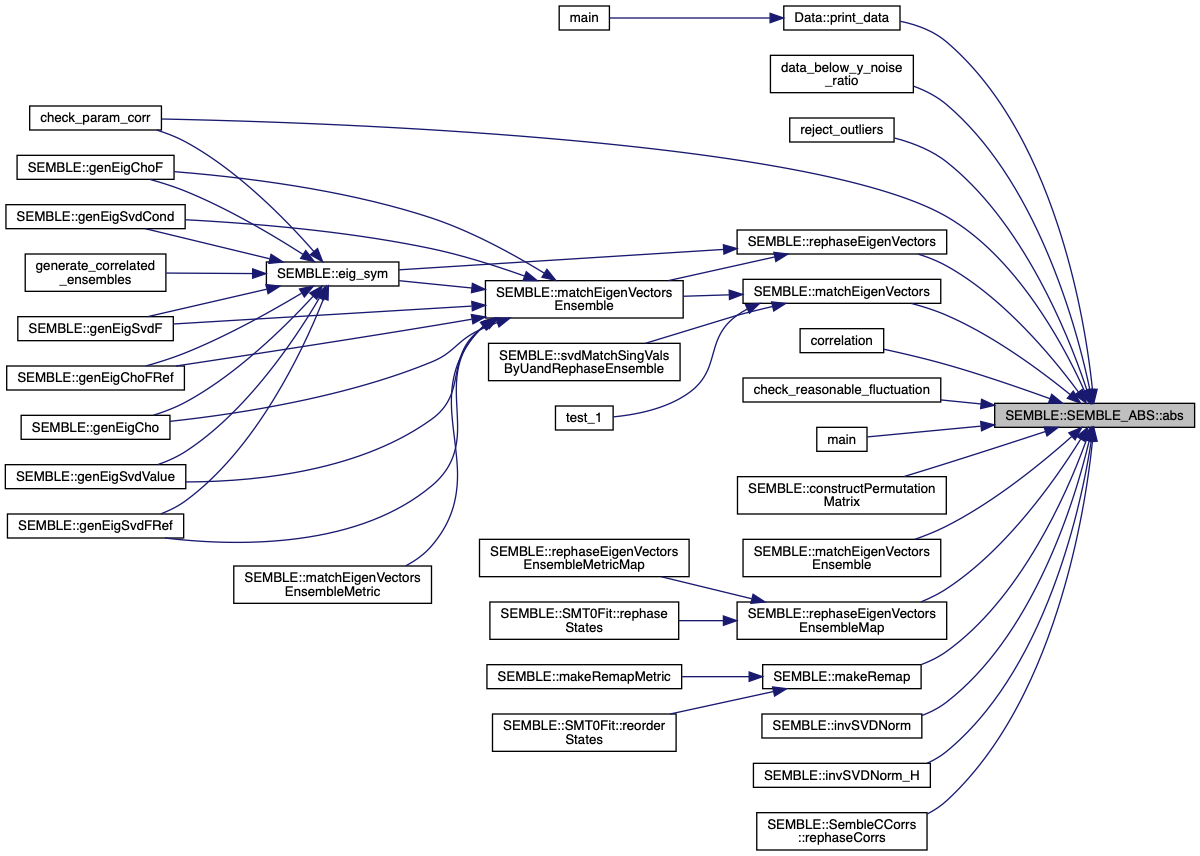 main
Data::print_data
data_below_y_noise
_ratio
check_param_corr
reject_outliers
SEMBLE::genEigChoF
SEMBLE::genEigSvdCond
SEMBLE::rephaseEigenVectors
generate_correlated
_ensembles
SEMBLE::eig_sym
SEMBLE::matchEigenVectors
Ensemble
SEMBLE::matchEigenVectors
SEMBLE::genEigSvdF
correlation
SEMBLE::svdMatchSingVals
ByUandRephaseEnsemble
SEMBLE::genEigChoFRef
check_reasonable_fluctuation
SEMBLE::SEMBLE_ABS::abs
test_1
SEMBLE::genEigCho
main
SEMBLE::genEigSvdValue
SEMBLE::constructPermutation
Matrix
SEMBLE::genEigSvdFRef
SEMBLE::matchEigenVectors
Ensemble
SEMBLE::rephaseEigenVectors
EnsembleMetricMap
SEMBLE::matchEigenVectors
EnsembleMetric
SEMBLE::SMT0Fit::rephase
States
SEMBLE::rephaseEigenVectors
EnsembleMap
SEMBLE::makeRemapMetric
SEMBLE::makeRemap
SEMBLE::SMT0Fit::reorder
States
SEMBLE::invSVDNorm
SEMBLE::invSVDNorm_H
SEMBLE::SembleCCorrs
::rephaseCorrs